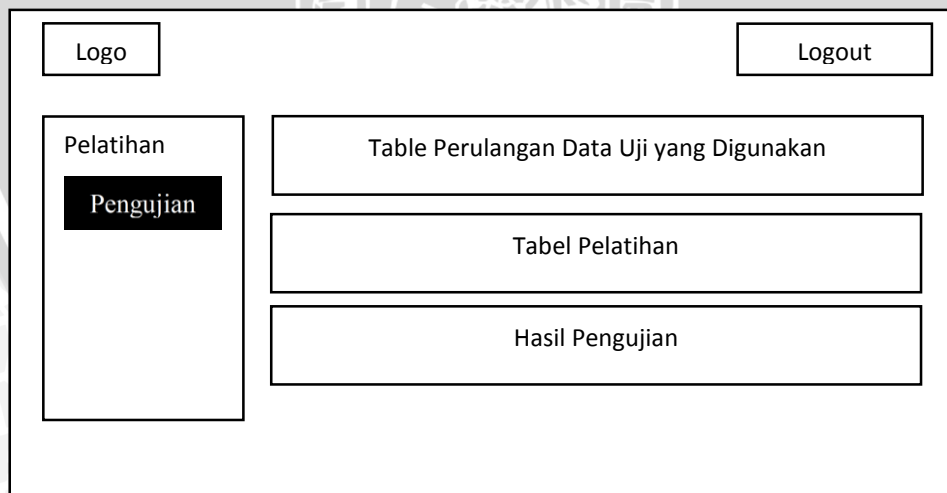 Logo
Logout
Pelatihan
Pengujian
Table Perulangan Data Uji yang Digunakan
Tabel Pelatihan
Hasil Pengujian